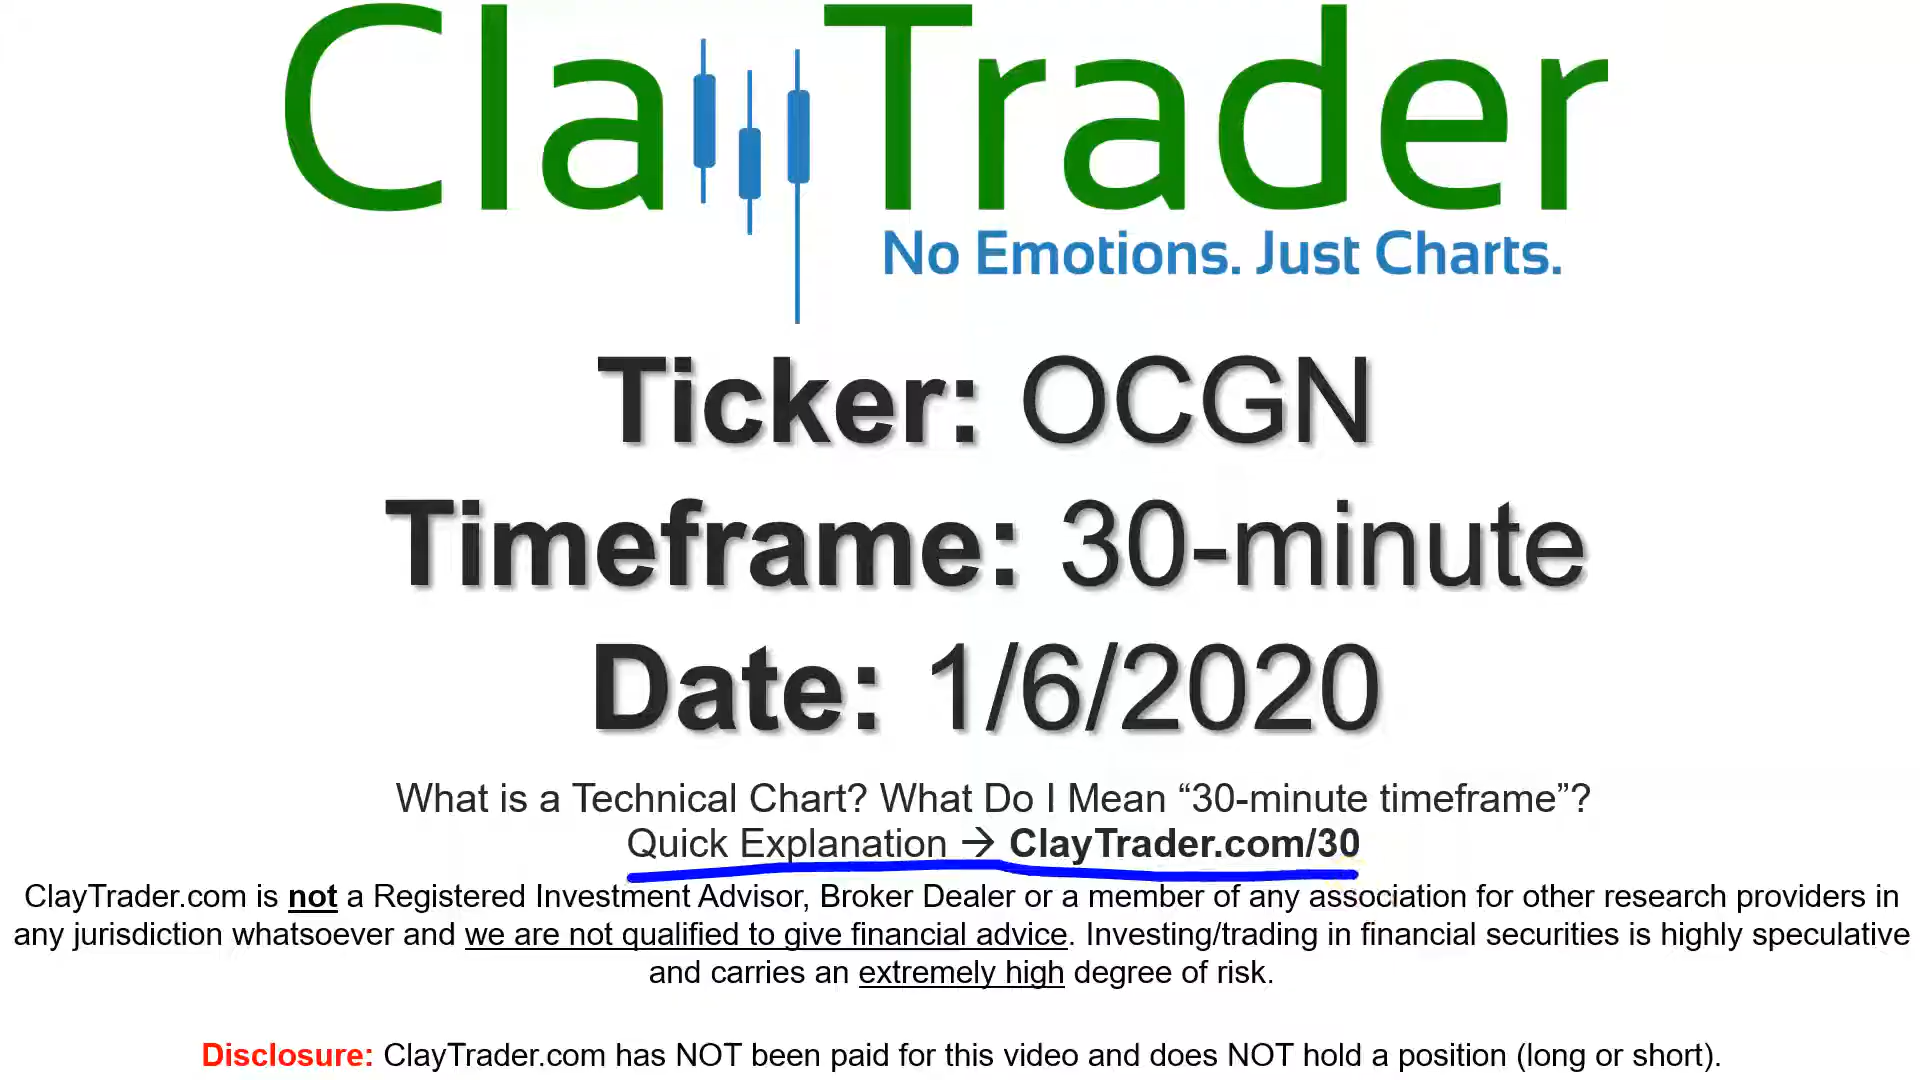 ClayTrader
No Emotions. Just Charts.
Ticker: OCGN
Timeframe: 30-minute
Date: 1/6/2020
What is a Technical Chart? What Do I Mean “30-minute timeframe”?
Quick Explanation → ClayTrader.com/30
ClayTrader.com is not a Registered Investment Advisor, Broker Dealer or a member of any association for other research providers in
any jurisdiction whatsoever and we are not qualified to give financial advice. Investing/trading in financial securities is highly speculative
and carries an extremely high degree of risk.
Disclosure: ClayTrader.com has NOT been paid for this video and does NOT hold a position (long or short).